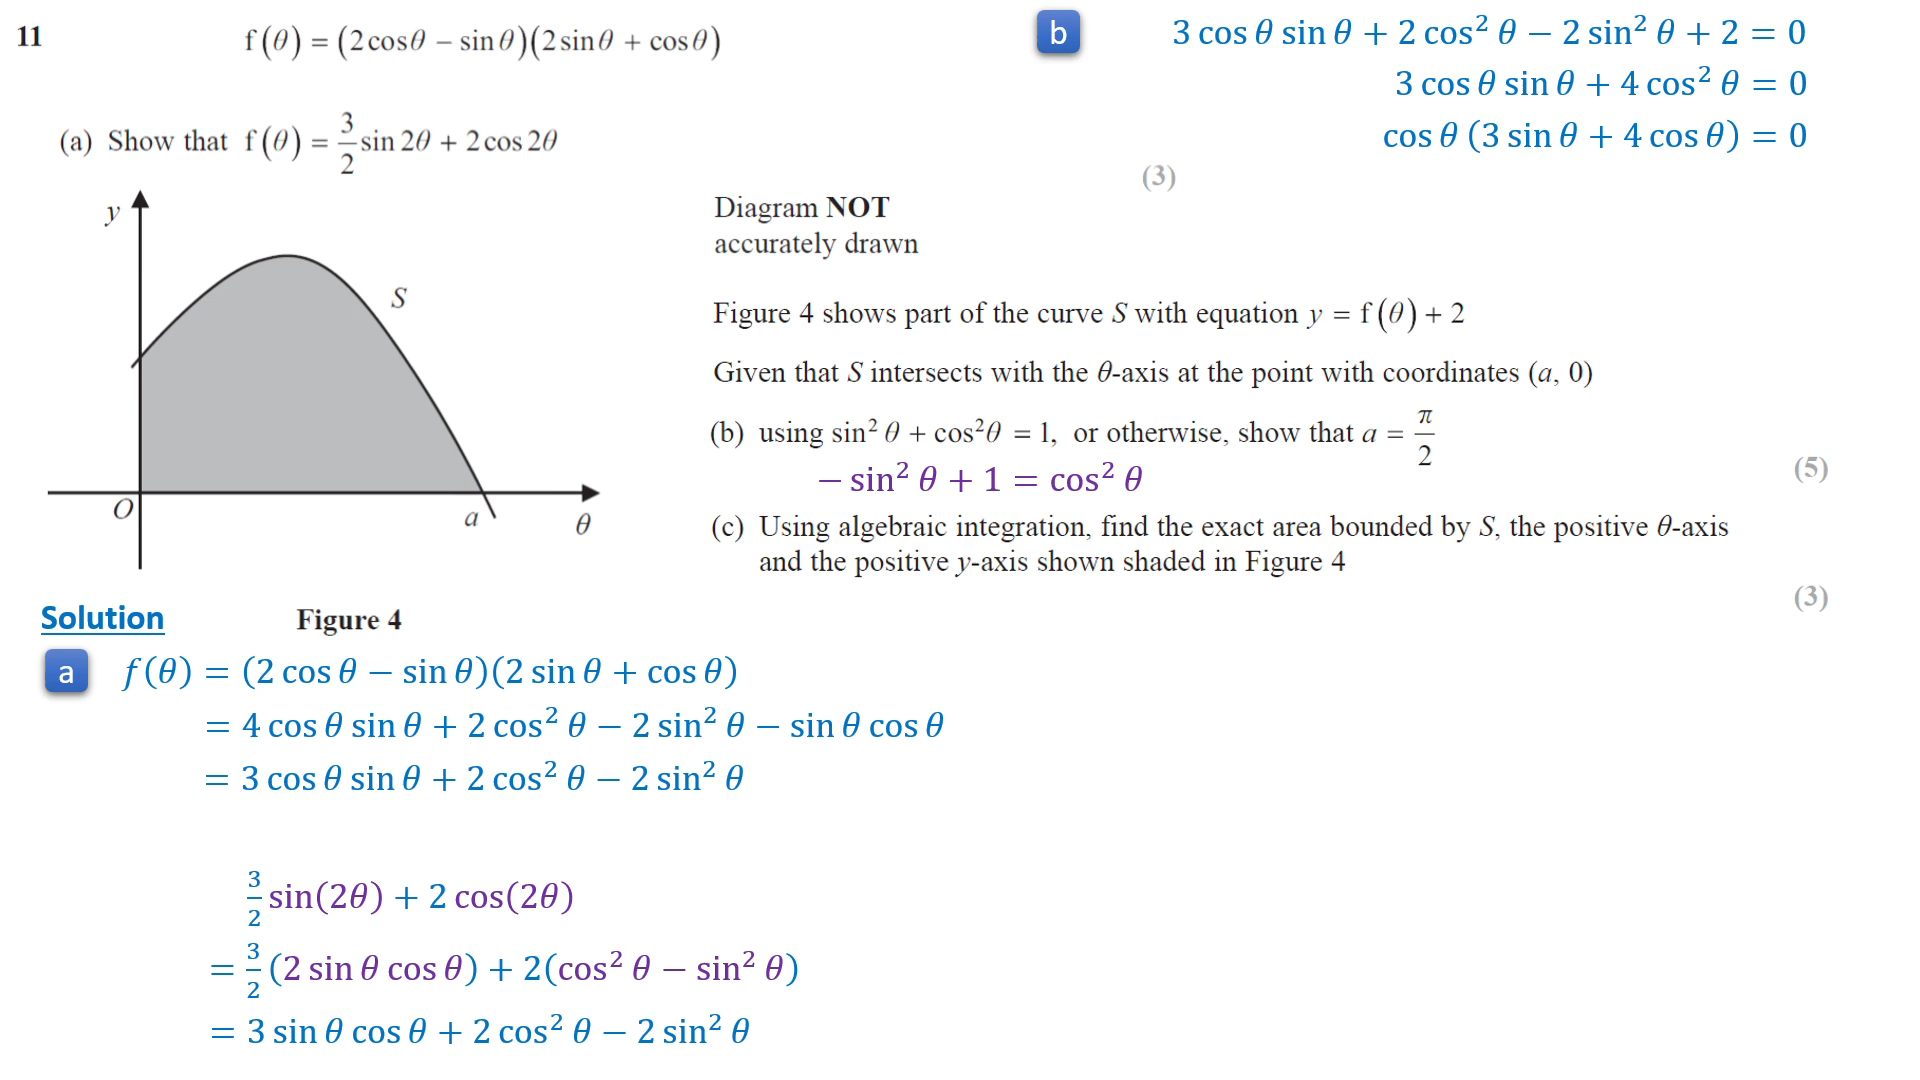 11
f(θ) = (2cosθ − sinθ)(2sinθ + cosθ)
(a) Show that f(θ) = 3/2 sin 2θ + 2 cos 2θ
(3)
y
S
O
a
θ
Figure 4
Diagram NOT
accurately drawn
Figure 4 shows part of the curve S with equation y = f(θ) + 2
Given that S intersects with the θ-axis at the point with coordinates (a, 0)
(b) using sin² θ + cos²θ = 1, or otherwise, show that a = π/2
(5)
− sin² θ + 1 = cos² θ
(c) Using algebraic integration, find the exact area bounded by S, the positive θ-axis
and the positive y-axis shown shaded in Figure 4
(3)
Solution
a
f(θ) = (2 cos θ − sin θ)(2 sin θ + cos θ)
= 4 cos θ sin θ + 2 cos² θ − 2 sin² θ − sin θ cos θ
= 3 cos θ sin θ + 2 cos² θ − 2 sin² θ
3/2 sin(2θ) + 2 cos(2θ)
= 3/2 (2 sin θ cos θ) + 2(cos² θ − sin² θ)
= 3 sin θ cos θ + 2 cos² θ − 2 sin² θ
b
3 cos θ sin θ + 2 cos² θ − 2 sin² θ + 2 = 0
3 cos θ sin θ + 4 cos² θ = 0
cos θ (3 sin θ + 4 cos θ) = 0